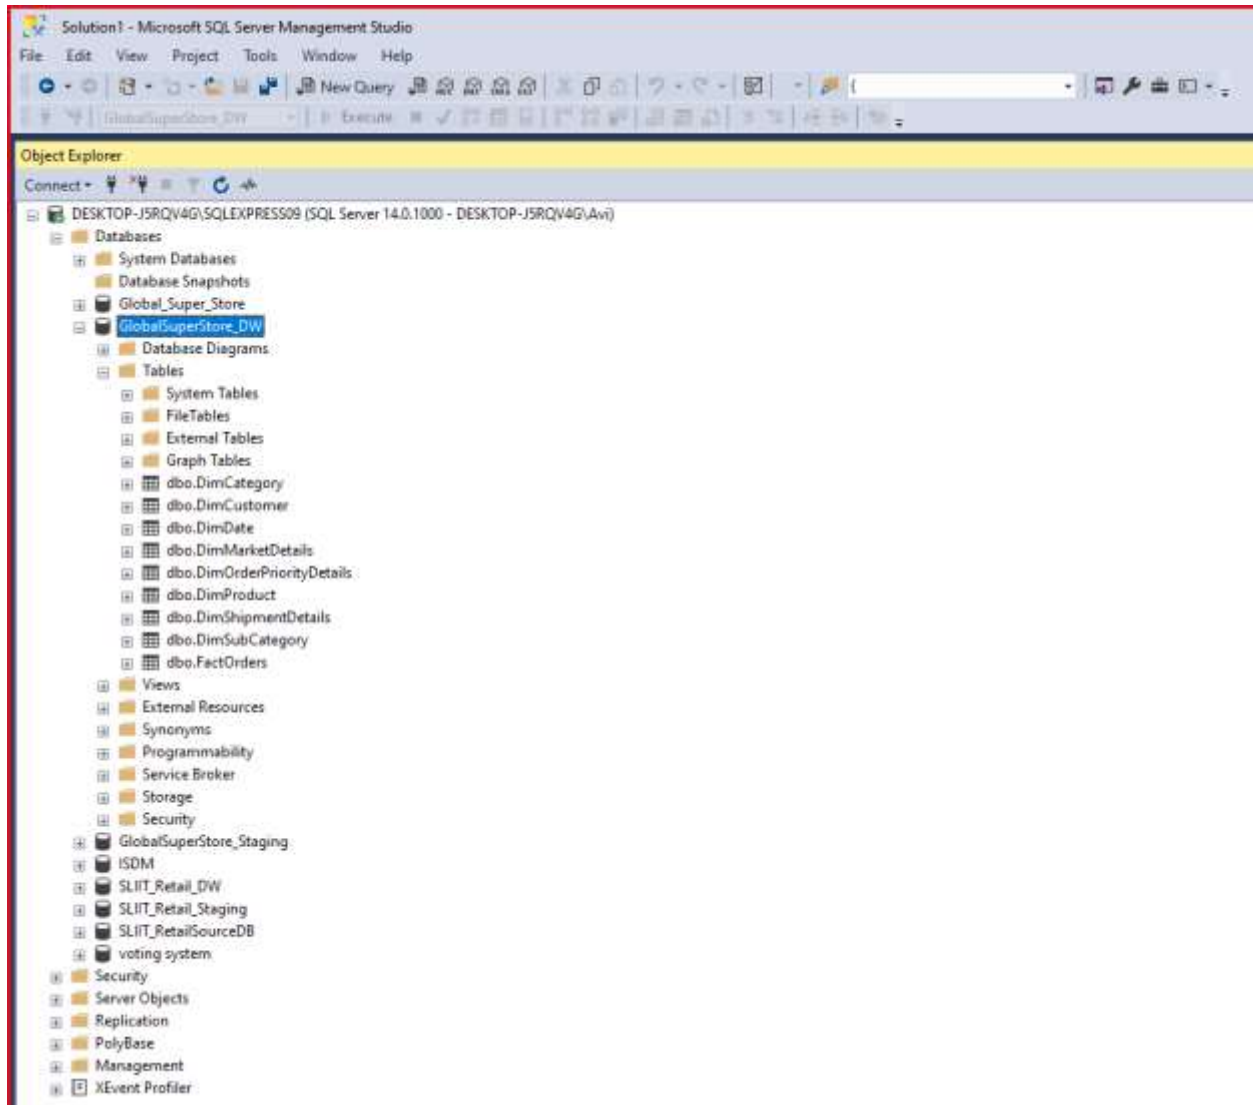 Solution1 - Microsoft SQL Server Management Studio
File Edit View Project Tools Window Help
New Query
GlobalSuperStore_DW Execute
Object Explorer
Connect
DESKTOP-J5RQV4G\SQLEXPRESS09 (SQL Server 14.0.1000 - DESKTOP-J5RQV4G\Avi)
Databases
System Databases
Database Snapshots
Global_Super_Store
GlobalSuperStore_DW
Database Diagrams
Tables
System Tables
FileTables
External Tables
Graph Tables
dbo.DimCategory
dbo.DimCustomer
dbo.DimDate
dbo.DimMarketDetails
dbo.DimOrderPriorityDetails
dbo.DimProduct
dbo.DimShipmentDetails
dbo.DimSubCategory
dbo.FactOrders
Views
External Resources
Synonyms
Programmability
Service Broker
Storage
Security
GlobalSuperStore_Staging
ISDM
SLIIT_Retail_DW
SLIIT_Retail_Staging
SLIIT_RetailSourceDB
voting system
Security
Server Objects
Replication
PolyBase
Management
XEvent Profiler